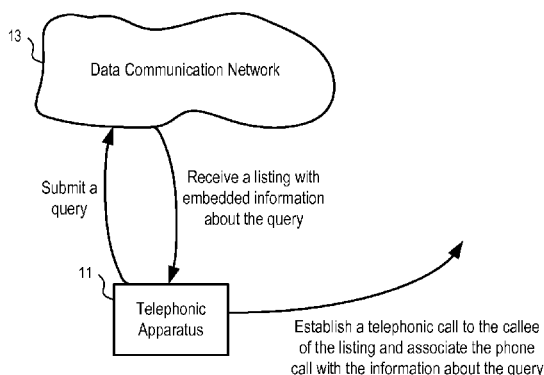 13
Data Communication Network
Submit a
query
Receive a listing with
embedded information
about the query
11
Telephonic
Apparatus
Establish a telephonic call to the callee
of the listing and associate the phone
call with the information about the query